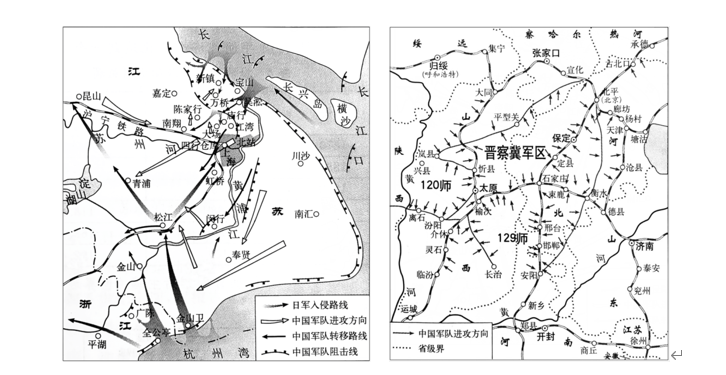 长
江
江
新镇
宝山
吴淞
嘉定
万桥
昆山
陈家行
庙行
长兴岛
横沙
长江口
沪宁铁路
南翔
大场
江湾
苏州河
四行仓库
北站
上海
淀山湖
青浦
虹桥
川沙
黄浦江
苏
松江
闵行
南汇
金山
奉贤
浙
江
广陈
金山卫
平湖
全公亭
杭州湾
日军入侵路线
中国军队进攻方向
中国军队转移路线
中国军队阻击线
察哈尔
热河
绥远
集宁
张家口
承德
归绥
(呼和浩特)
宣化
古北口
大同
北平
(北京)
山
平型关
廊坊
杨村
天津
塘沽
保定
河
陕
岚县
晋察冀军区
兴县
定县
黄
忻县
沧县
120师
太原
石家庄
西
榆次
束鹿
衡水
离石
北
德县
汾阳
介休
129师
邢台
山
灵石
邯郸
济南
西
河
临汾
长治
安阳
泰安
兖州
河
东
运城
新乡
黄
江苏
郑县
开封
徐州
河
南
商丘
安徽
中国军队进攻方向
省级界